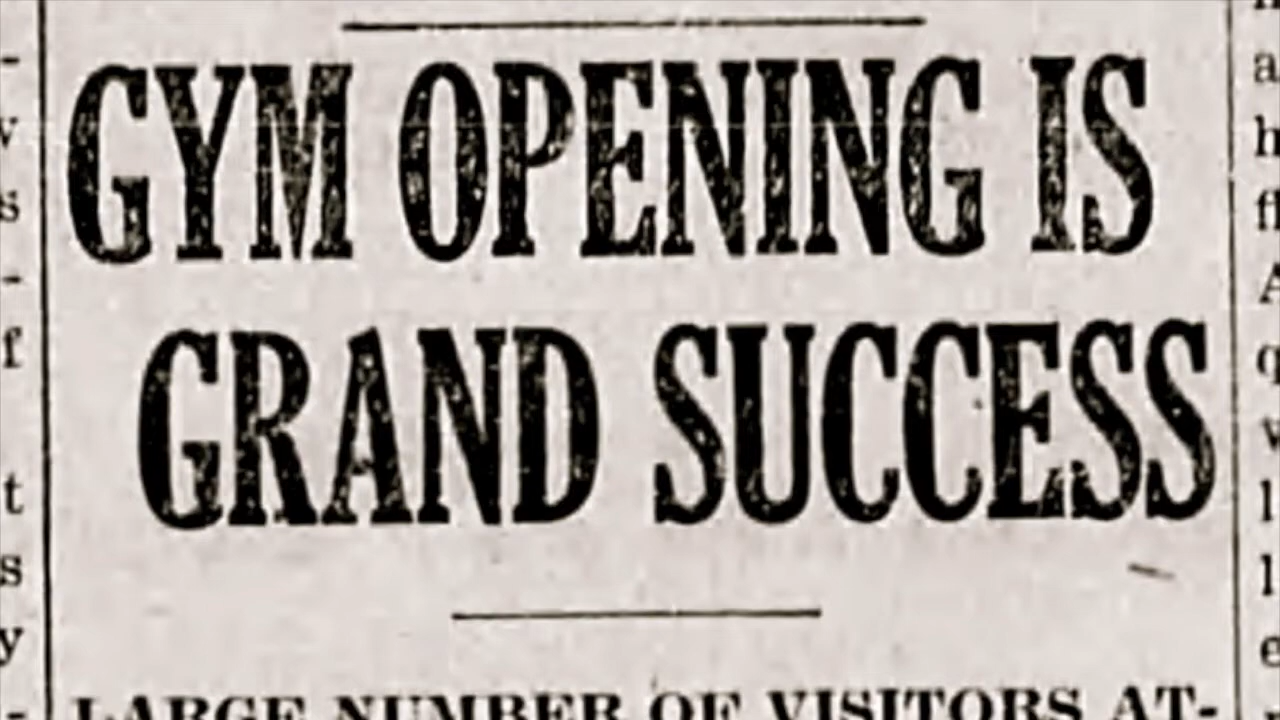 GYM OPENING IS
GRAND SUCCESS
LARGE NUMBER OF VISITORS AT-